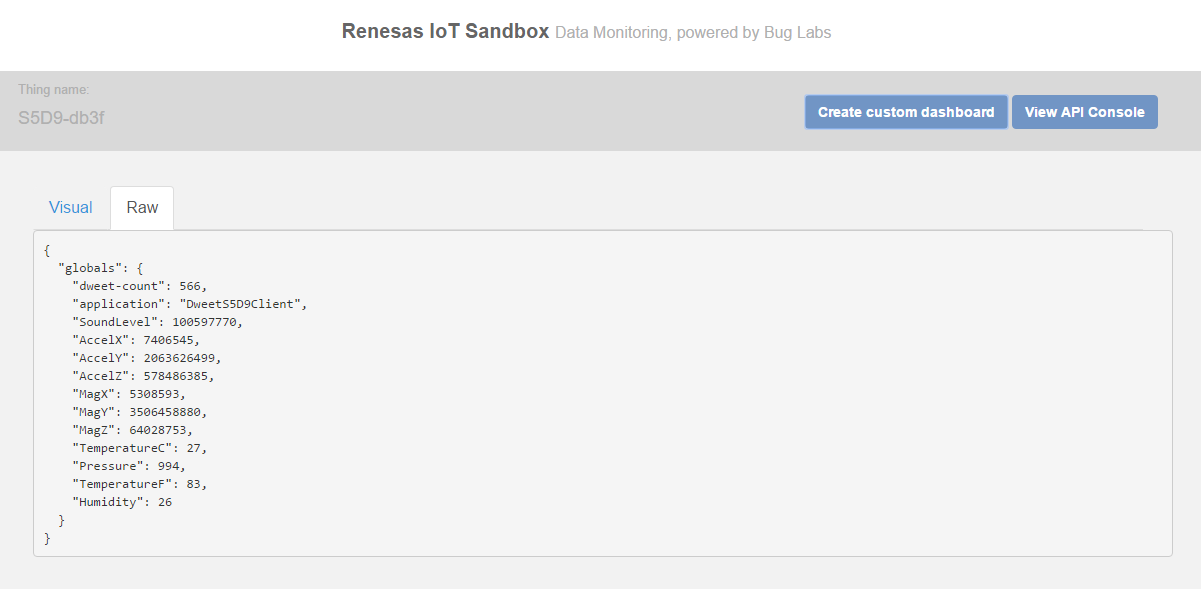 Renesas IoT Sandbox Data Monitoring, powered by Bug Labs
Thing name:
S5D9-db3f
Create custom dashboard
View API Console
Visual
Raw
{
  "globals": {
    "dweet-count": 566,
    "application": "DweetS5D9Client",
    "SoundLevel": 100597770,
    "AccelX": 7406545,
    "AccelY": 2063626499,
    "AccelZ": 578486385,
    "MagX": 5308593,
    "MagY": 3506458880,
    "MagZ": 64028753,
    "TemperatureC": 27,
    "Pressure": 994,
    "TemperatureF": 83,
    "Humidity": 26
  }
}